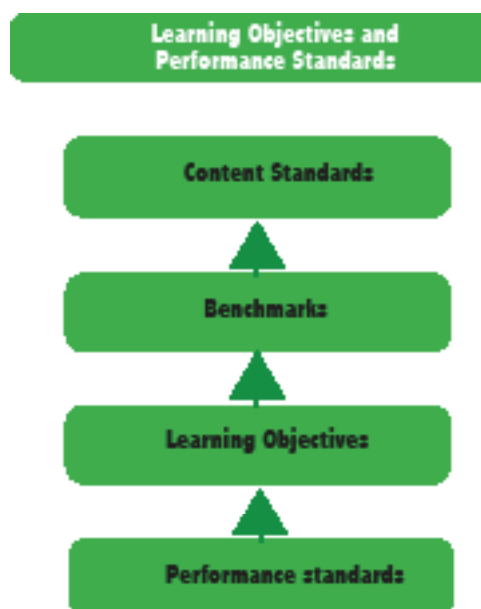 Learning Objectives and
Performance Standards
Content Standards
Benchmarks
Learning Objectives
Performance standards